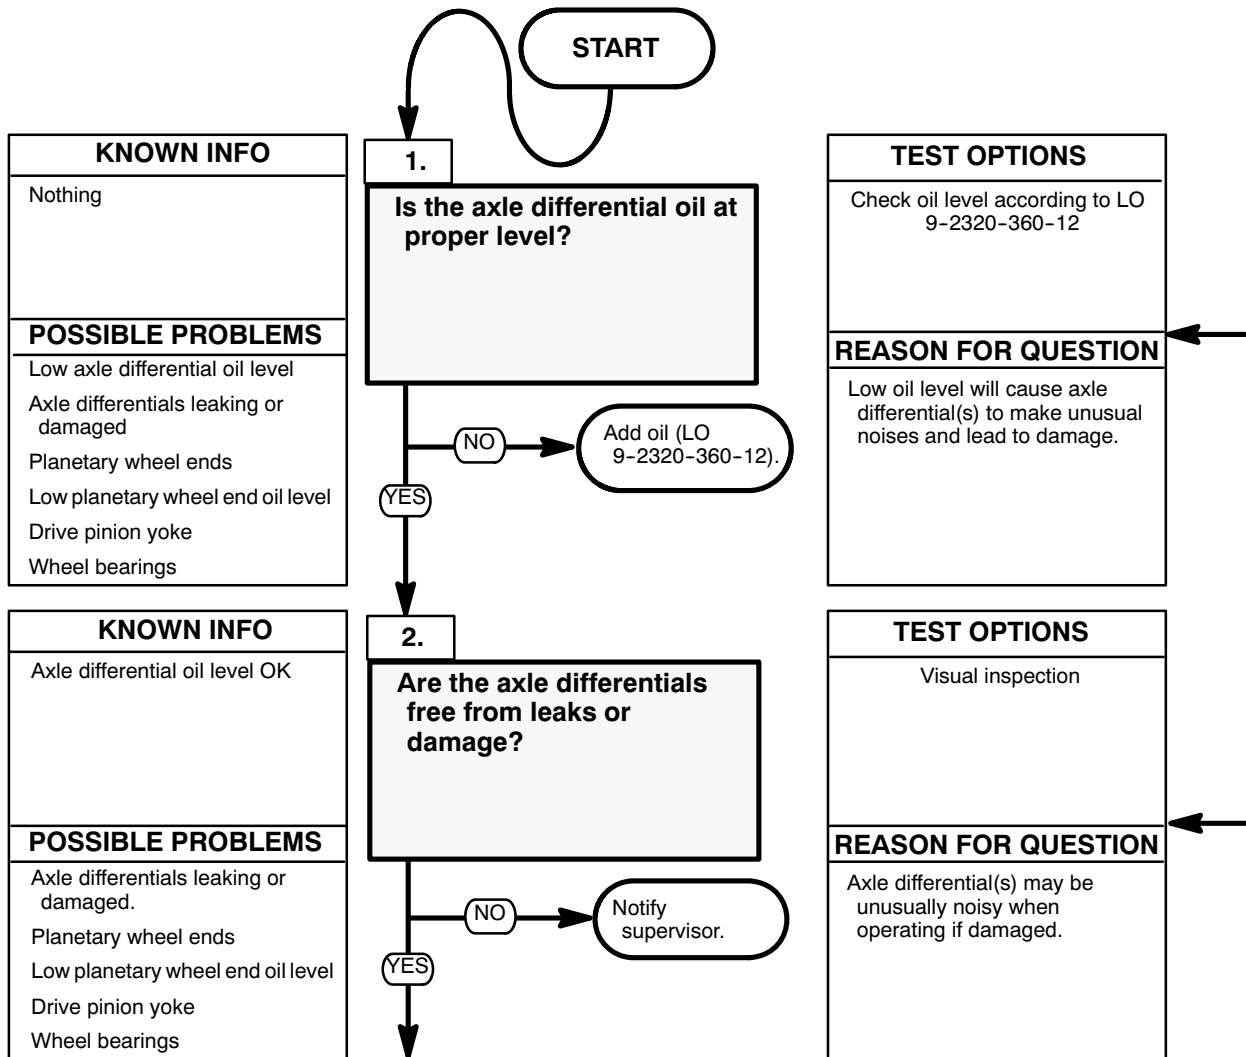 START
KNOWN INFO
Nothing
POSSIBLE PROBLEMS
Low axle differential oil level
Axle differentials leaking or
damaged
Planetary wheel ends
Low planetary wheel end oil level
Drive pinion yoke
Wheel bearings
1.
Is the axle differential oil at
proper level?
NO
Add oil (LO
9-2320-360-12).
YES
TEST OPTIONS
Check oil level according to LO
9-2320-360-12
REASON FOR QUESTION
Low oil level will cause axle
differential(s) to make unusual
noises and lead to damage.
KNOWN INFO
Axle differential oil level OK
POSSIBLE PROBLEMS
Axle differentials leaking or
damaged.
Planetary wheel ends
Low planetary wheel end oil level
Drive pinion yoke
Wheel bearings
2.
Are the axle differentials
free from leaks or
damage?
NO
Notify
supervisor.
YES
TEST OPTIONS
Visual inspection
REASON FOR QUESTION
Axle differential(s) may be
unusually noisy when
operating if damaged.